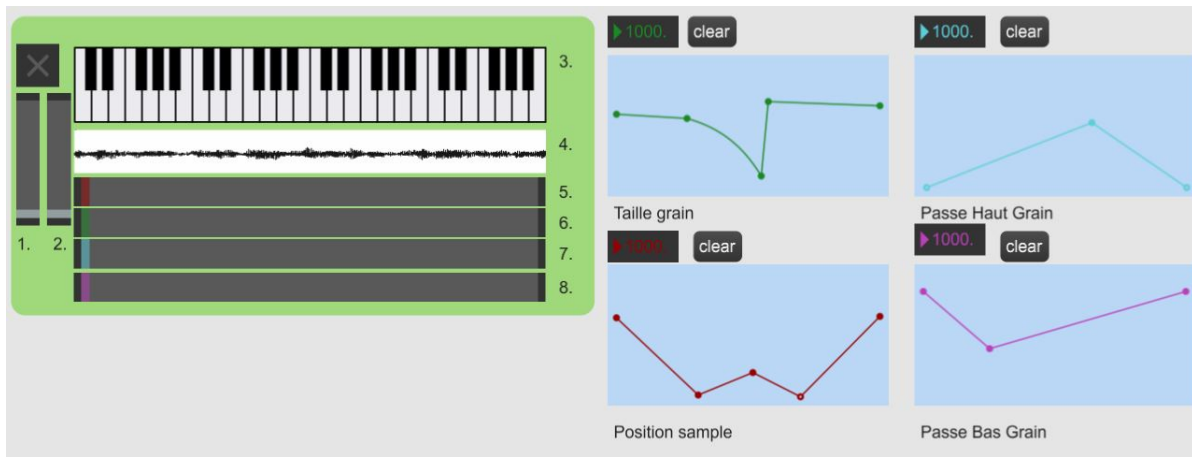 3.
4.
5.
6.
7.
8.
1. 2.
1000. clear
Taille grain
1000. clear
Passe Haut Grain
1000. clear
Position sample
1000. clear
Passe Bas Grain